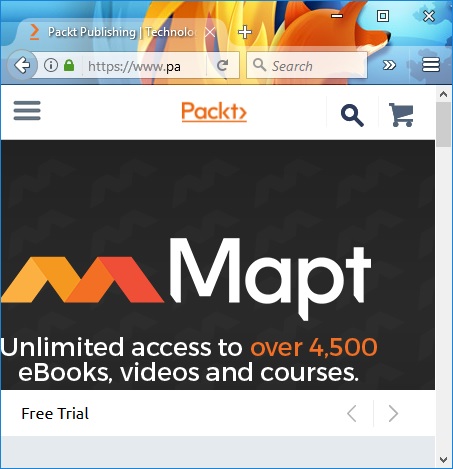 Packt Publishing | Technolo
https://www.pa
Search
Packt
Mapt
Unlimited access to over 4,500
eBooks, videos and courses.
Free Trial